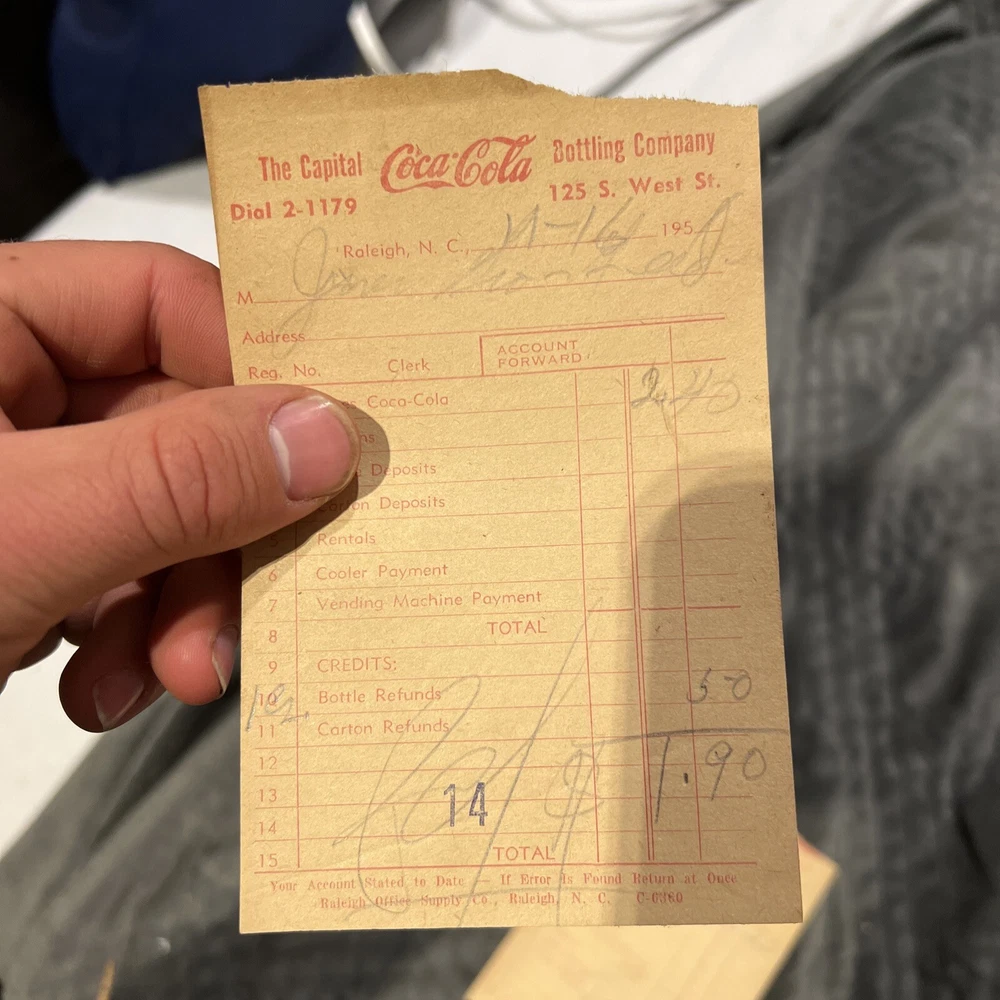 The Capital Coca-Cola Bottling Company
Dial 2-1179 125 S. West St.
Raleigh, N. C., 195
M
Address
Reg. No. Clerk ACCOUNT FORWARD
Coca-Cola 2.40
Deposits
Deposits
5 Rentals
6 Cooler Payment
7 Vending Machine Payment
8 TOTAL
9 CREDITS:
10 Bottle Refunds 50
11 Carton Refunds
12 1.90
13
14
14
15 TOTAL
Your Account Stated to Date — If Error Is Found Return at Once
Raleigh Office Supply Co., Raleigh, N. C. C-6360